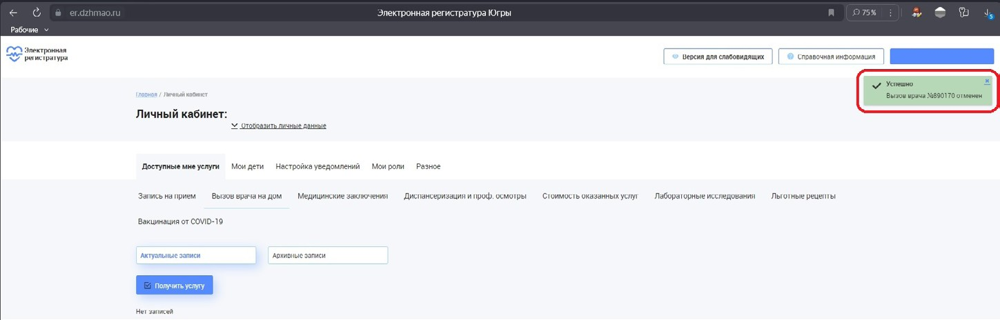 er.dzhmao.ru
Электронная регистратура Югры
75%
5
Рабочие
Электронная
регистратура
Версия для слабовидящих
Справочная информация
Успешно
Вызов врача №890170 отменен
Главная / Личный кабинет
Личный кабинет:
Отобразить личные данные
Доступные мне услуги
Мои дети
Настройка уведомлений
Мои роли
Разное
Запись на прием
Вызов врача на дом
Медицинские заключения
Диспансеризация и проф. осмотры
Стоимость оказанных услуг
Лабораторные исследования
Льготные рецепты
Вакцинация от COVID-19
Актуальные записи
Архивные записи
Получить услугу
Нет записей